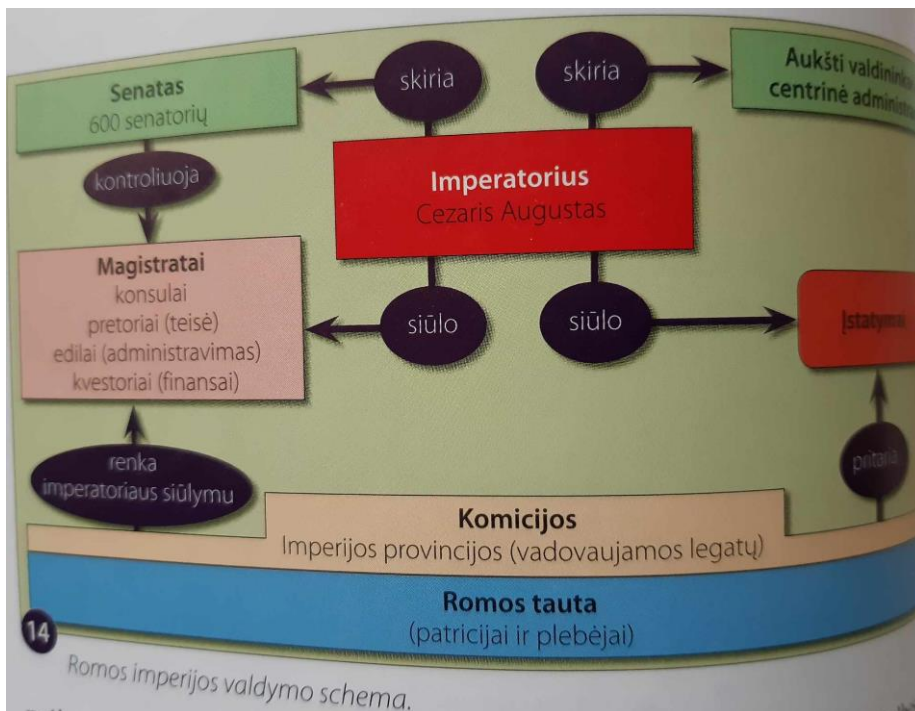 Senatas
600 senatorių
skiria
skiria
Aukšti
centrinė
kontroliuoja
Imperatorius
Cezaris Augustas
Magistratai
konsulai
pretoriai (teisė)
edilai (administravimas)
kvestoriai (finansai)
siūlo
siūlo
Įstatymai
renka
imperatoriaus siūlymu
pritaria
Komicijos
Imperijos provincijos (vadovaujamos legatų)
Romos tauta
(patricijai ir plebėjai)
14
Romos imperijos valdymo schema.